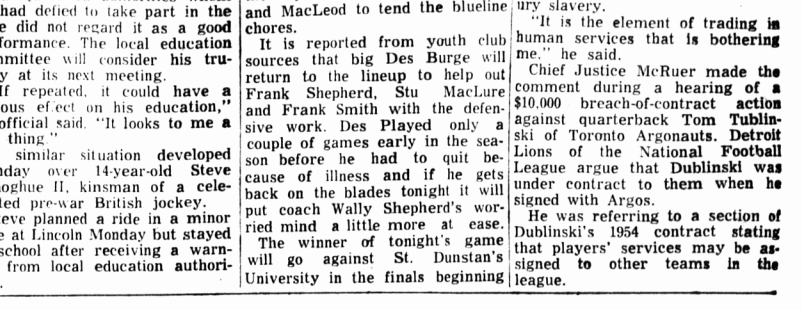 had defied to take part in the
e did not regard it as a good
formance. The local education
mmittee will consider his tru-
y at its next meeting.
If repeated, it could have a
ous effect on his education,"
official said. "It looks to me a
thing."
similar situation developed
nday over 14-year-old Steve
oghue II, kinsman of a cele-
ted pre-war British jockey.
eve planned a ride in a minor
e at Lincoln Monday but stayed
school after receiving a warn-
from local education authori-
.
and MacLeod to tend the blueline
chores.
It is reported from youth club
sources that big Des Burge will
return to the lineup to help out
Frank Shepherd, Stu MacLure
and Frank Smith with the defen-
sive work. Des Played only a
couple of games early in the sea-
son before he had to quit be-
cause of illness and if he gets
back on the blades tonight it will
put coach Wally Shepherd's wor-
ried mind a little more at ease.
The winner of tonight's game
will go against St. Dunstan's
University in the finals beginning
ury slavery.
"It is the element of trading in
human services that is bothering
me," he said.
Chief Justice McRuer made the
comment during a hearing of a
$10,000 breach-of-contract action
against quarterback Tom Tublin-
ski of Toronto Argonauts. Detroit
Lions of the National Football
League argue that Dublinski was
under contract to them when he
signed with Argos.
He was referring to a section of
Dublinski's 1954 contract stating
that players' services may be as-
signed to other teams in the
league.